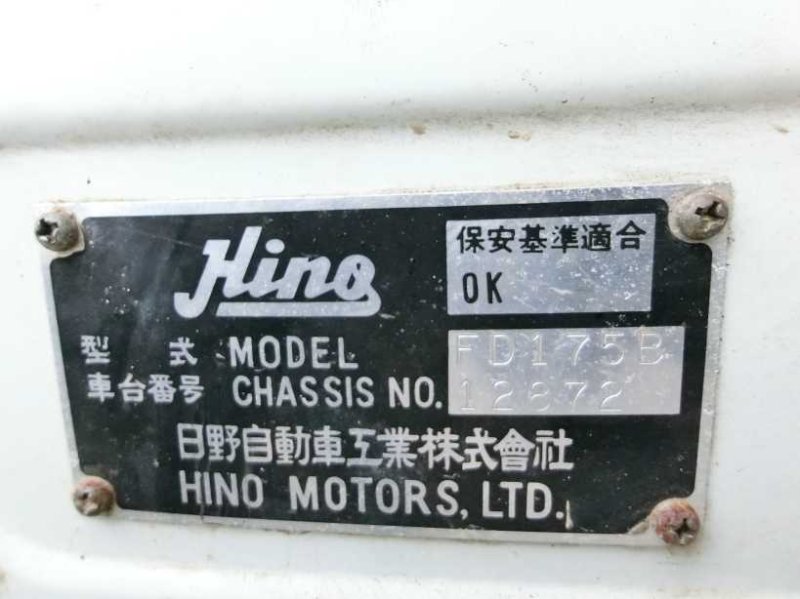 Hino
保安基準適合
OK
型式 MODEL FD175B
車台番号 CHASSIS NO. 12872
日野自動車工業株式會社
HINO MOTORS, LTD.